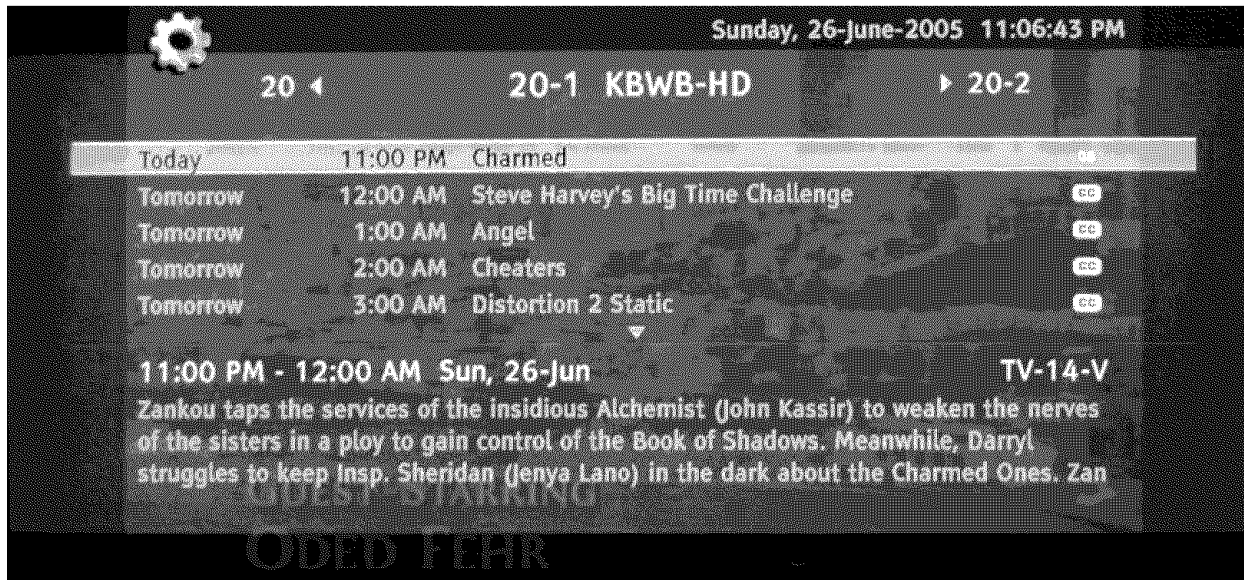 Sunday, 26-June-2005 11:06:43 PM
20 20-1 KBWB-HD 20-2
Today 11:00 PM Charmed CC
Tomorrow 12:00 AM Steve Harvey's Big Time Challenge CC
Tomorrow 1:00 AM Angel CC
Tomorrow 2:00 AM Cheaters CC
Tomorrow 3:00 AM Distortion 2 Static CC
11:00 PM - 12:00 AM Sun, 26-Jun TV-14-V
Zankou taps the services of the insidious Alchemist (John Kassir) to weaken the nerves
of the sisters in a ploy to gain control of the Book of Shadows. Meanwhile, Darryl
struggles to keep Insp. Sheridan (Jenya Lano) in the dark about the Charmed Ones. Zan
GUEST STARRING
ODED FEHR